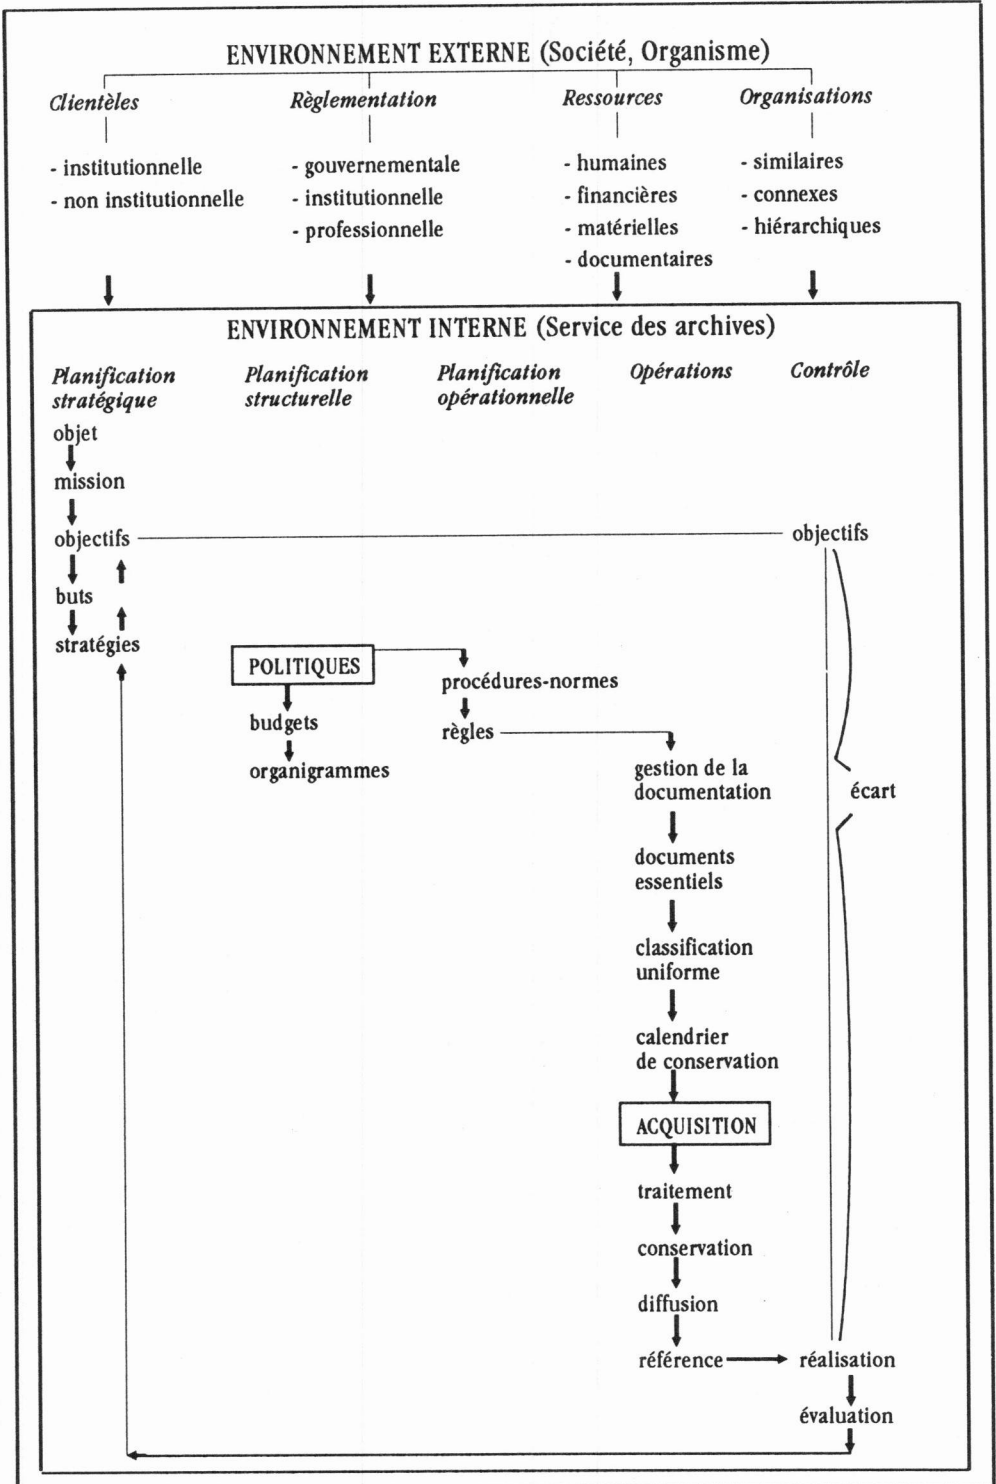 ENVIRONNEMENT EXTERNE (Société, Organisme)
Clientèles
- institutionnelle
- non institutionnelle
Règlementation
- gouvernementale
- institutionnelle
- professionnelle
Ressources
- humaines
- financières
- matérielles
- documentaires
Organisations
- similaires
- connexes
- hiérarchiques
ENVIRONNEMENT INTERNE (Service des archives)
Planification
stratégique
objet
mission
objectifs
buts
stratégies
Planification
structurelle
POLITIQUES
budgets
organigrammes
Planification
opérationnelle
procédures-normes
règles
Opérations
gestion de la
documentation
documents
essentiels
classification
uniforme
calendrier
de conservation
ACQUISITION
traitement
conservation
diffusion
référence
Contrôle
objectifs
écart
réalisation
évaluation